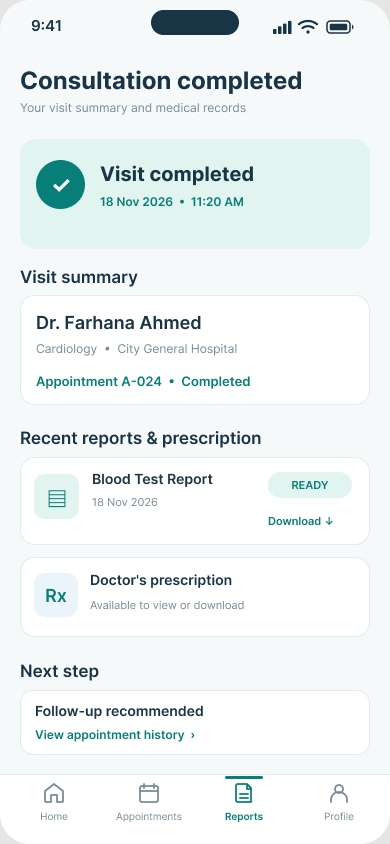 9:41
Consultation completed
Your visit summary and medical records
Visit completed
18 Nov 2026 • 11:20 AM
Visit summary
Dr. Farhana Ahmed
Cardiology • City General Hospital
Appointment A-024 • Completed
Recent reports & prescription
Blood Test Report
READY
18 Nov 2026
Download ↓
Rx
Doctor's prescription
Available to view or download
Next step
Follow-up recommended
View appointment history ›
Home
Appointments
Reports
Profile